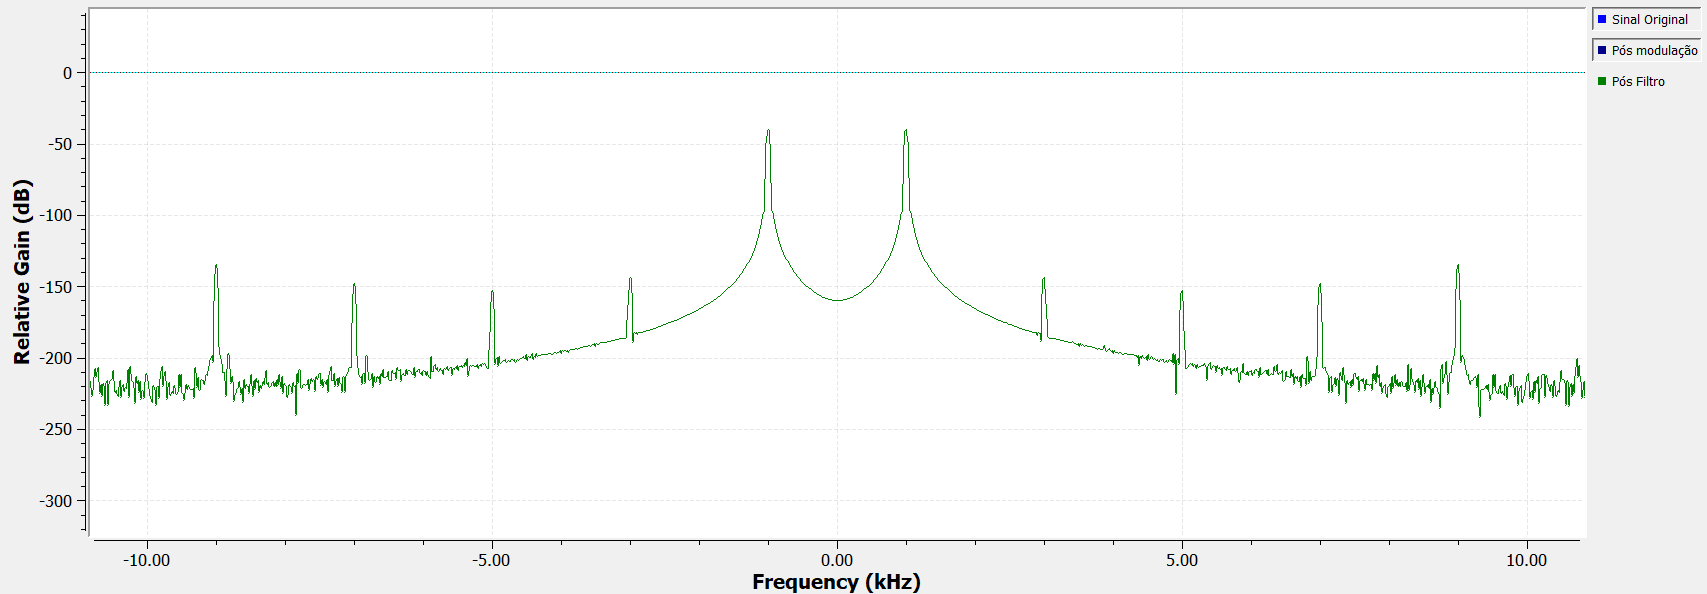 Sinal Original
Pós modulação
Pós Filtro
Relative Gain (dB)
0
-50
-100
-150
-200
-250
-300
-10.00
-5.00
0.00
5.00
10.00
Frequency (kHz)